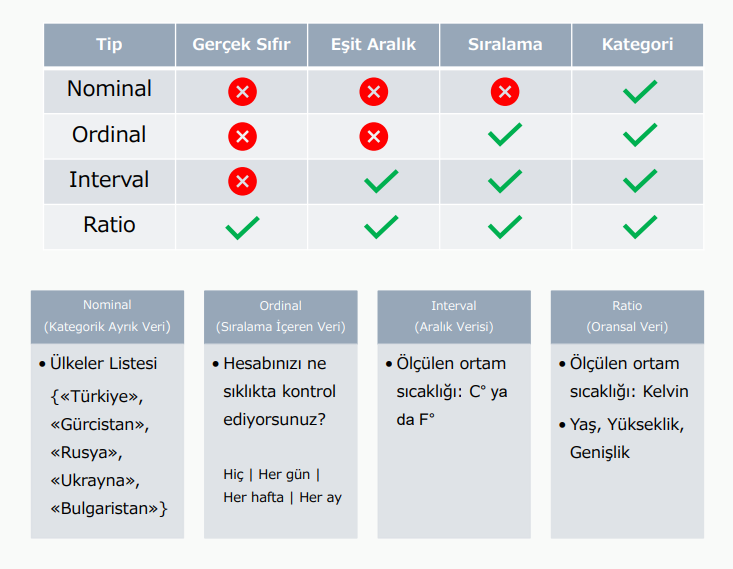 Tip Gerçek Sıfır Eşit Aralık Sıralama Kategori
Nominal
Ordinal
Interval
Ratio
Nominal
(Kategorik Ayrık Veri)
• Ülkeler Listesi
{«Türkiye»,
«Gürcistan»,
«Rusya»,
«Ukrayna»,
«Bulgaristan»}
Ordinal
(Sıralama İçeren Veri)
• Hesabınızı ne
sıklıkta kontrol
ediyorsunuz?
Hiç | Her gün |
Her hafta | Her ay
Interval
(Aralık Verisi)
• Ölçülen ortam
sıcaklığı: C° ya
da F°
Ratio
(Oransal Veri)
• Ölçülen ortam
sıcaklığı: Kelvin
• Yaş, Yükseklik,
Genişlik